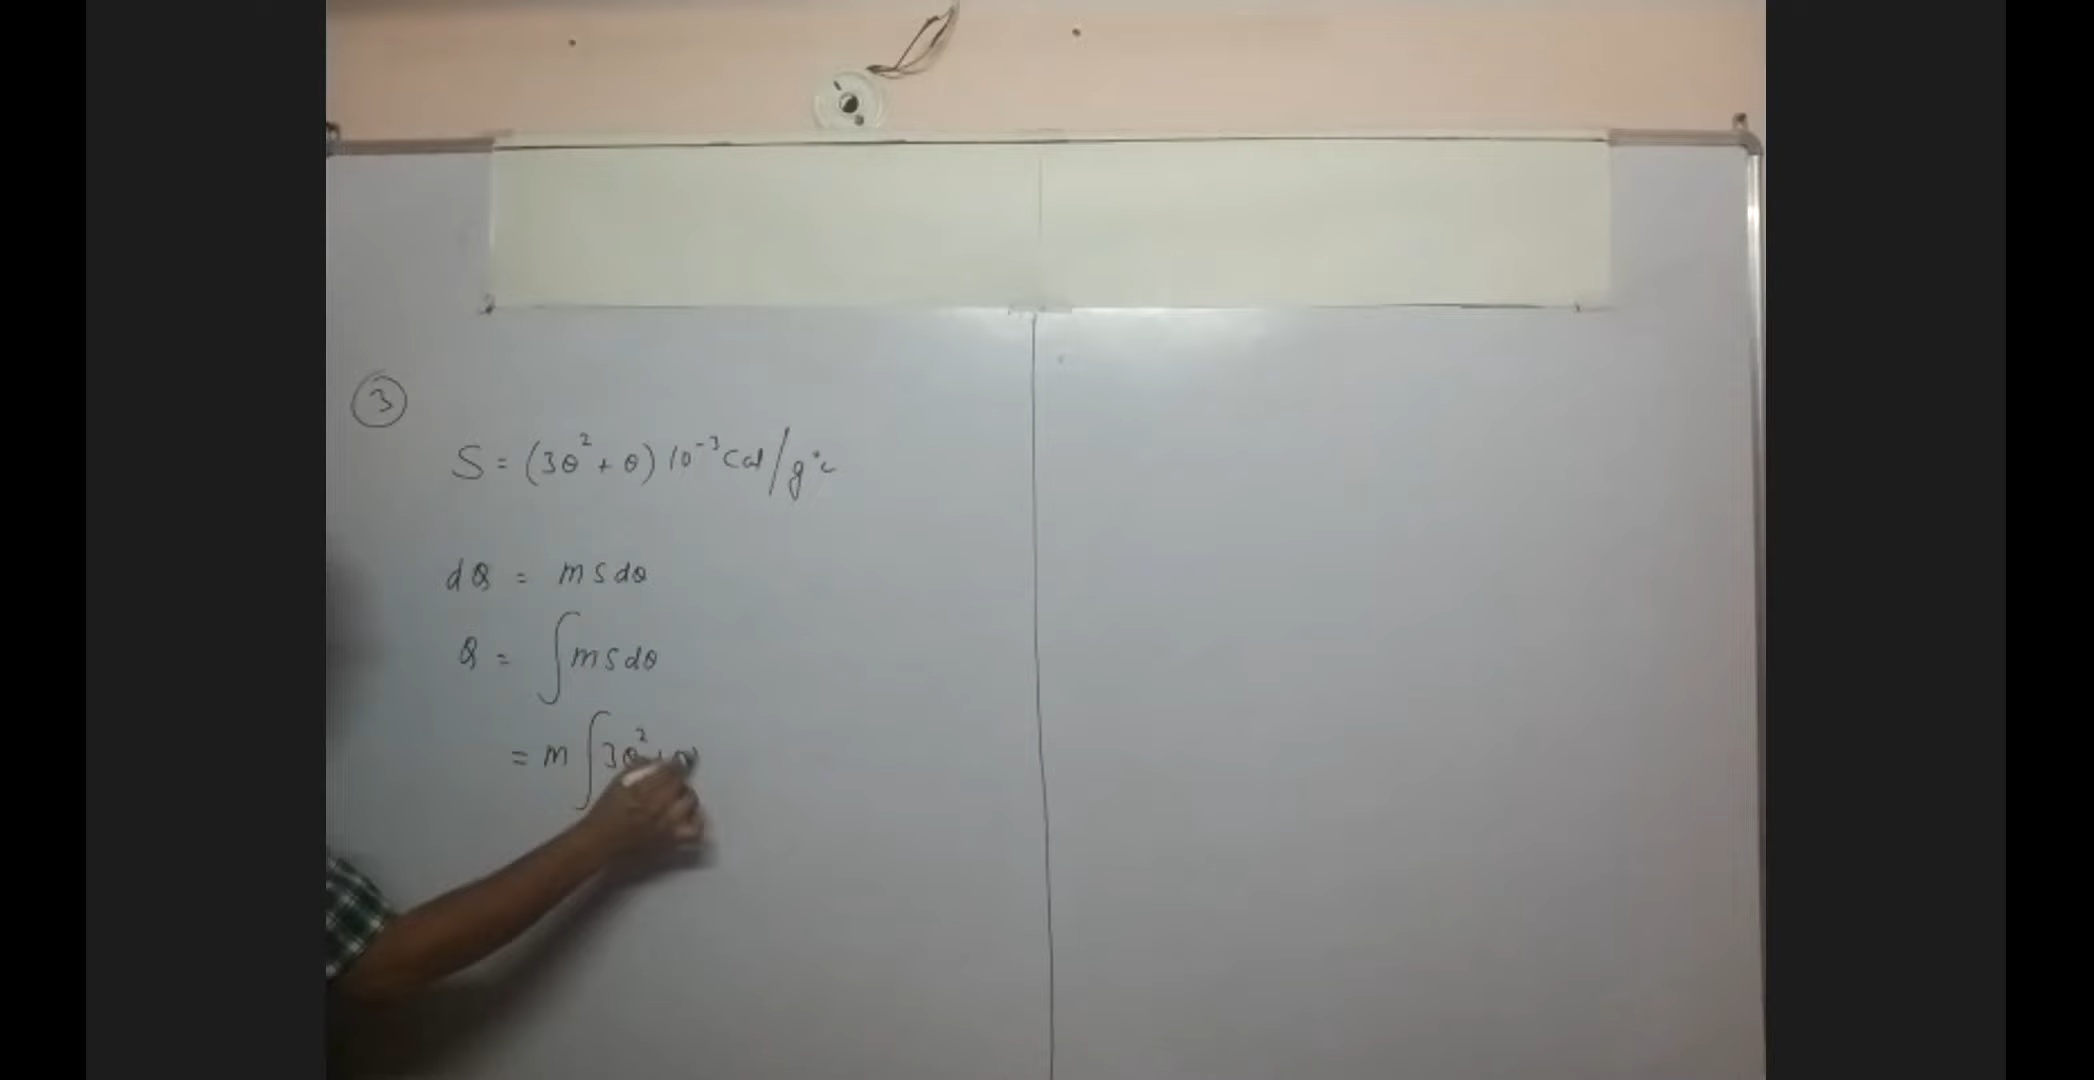 3
S = (3θ² + θ) 10⁻³ Cal/g°c
dQ = msdθ
Q = ∫msdθ
= m ∫3θ² + θ